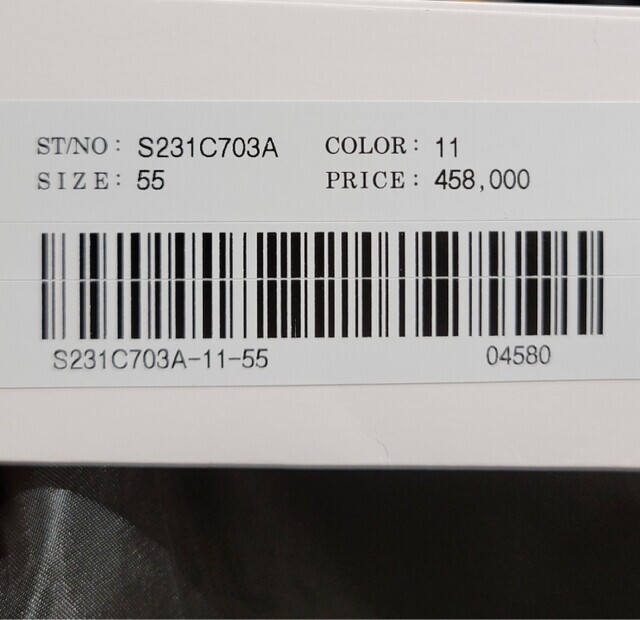 ST/NO: S231C703A COLOR: 11
SIZE: 55 PRICE: 458,000
S231C703A-11-55 04580